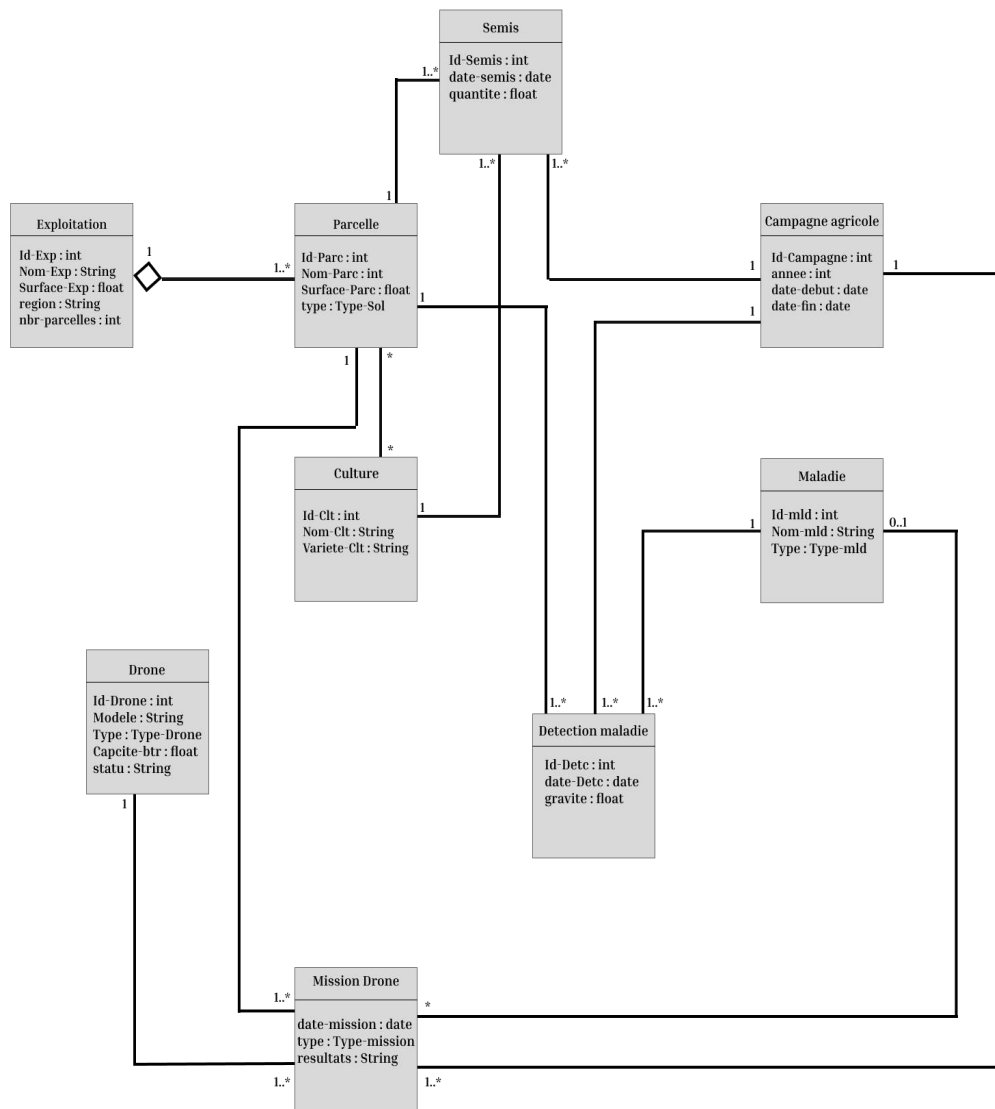 Semis
Id-Semis : int
date-semis : date
quantite : float
1..*
1..*
1..*
1
Exploitation
Id-Exp : int
Nom-Exp : String
Surface-Exp : float
region : String
nbr-parcelles : int
1
1..*
Parcelle
Id-Parc : int
Nom-Parc : int
Surface-Parc : float
type : Type-Sol
1
1
*
Campagne agricole
Id-Campagne : int
annee : int
date-debut : date
date-fin : date
1
1
1
*
Culture
Id-Clt : int
Nom-Clt : String
Variete-Clt : String
1
Maladie
Id-mld : int
Nom-mld : String
Type : Type-mld
1
0..1
Drone
Id-Drone : int
Modele : String
Type : Type-Drone
Capcite-btr : float
statu : String
1
1..*
1..*
1..*
Detection maladie
Id-Detc : int
date-Detc : date
gravite : float
Mission Drone
date-mission : date
type : Type-mission
resultats : String
1..*
*
1..*
1..*